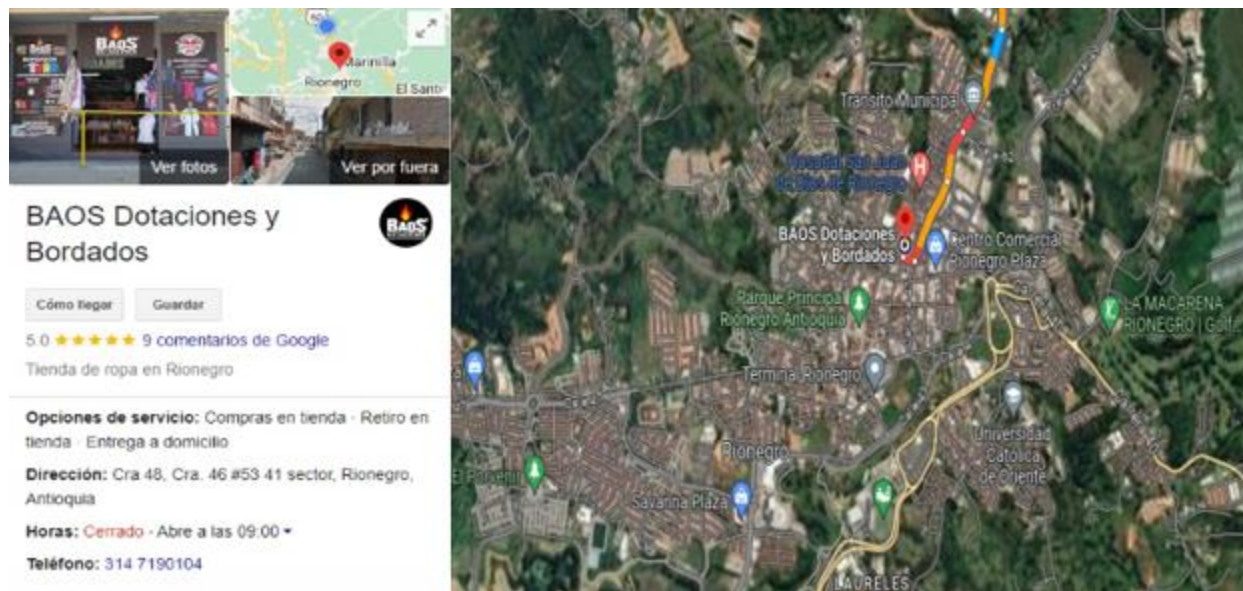 BAOS
BAOS
Ver fotos
60
Marinilla
Rionegro
El Santu
Ver por fuera
BAOS Dotaciones y
Bordados
BAOS
Cómo llegar
Guardar
5.0 ★★★★★ 9 comentarios de Google
Tienda de ropa en Rionegro
Opciones de servicio: Compras en tienda · Retiro en
tienda · Entrega a domicilio
Dirección: Cra 48, Cra. 46 #53 41 sector, Rionegro,
Antioquia
Horas: Cerrado · Abre a las 09:00
Teléfono: 314 7190104
Transito Municipal
Hospital San Juan
de Dios de Rionegro
H
BAOS Dotaciones
y Bordados
Centro Comercial
Rionegro Plaza
Parque Principal
Rionegro Antioquia
LA MACARENA
RIONEGRO | Golf...
Terminal Rionegro
Universidad
Católica
de Oriente
Rionegro
El Porvenir
Savanna Plaza
LAURELES